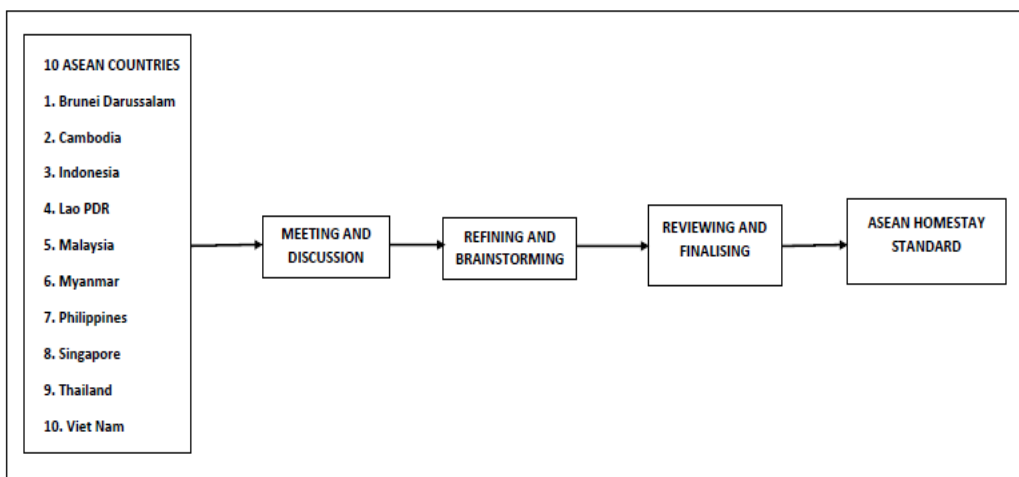 10 ASEAN COUNTRIES
1. Brunei Darussalam
2. Cambodia
3. Indonesia
4. Lao PDR
5. Malaysia
6. Myanmar
7. Philippines
8. Singapore
9. Thailand
10. Viet Nam
MEETING AND
DISCUSSION
REFINING AND
BRAINSTORMING
REVIEWING AND
FINALISING
ASEAN HOMESTAY
STANDARD